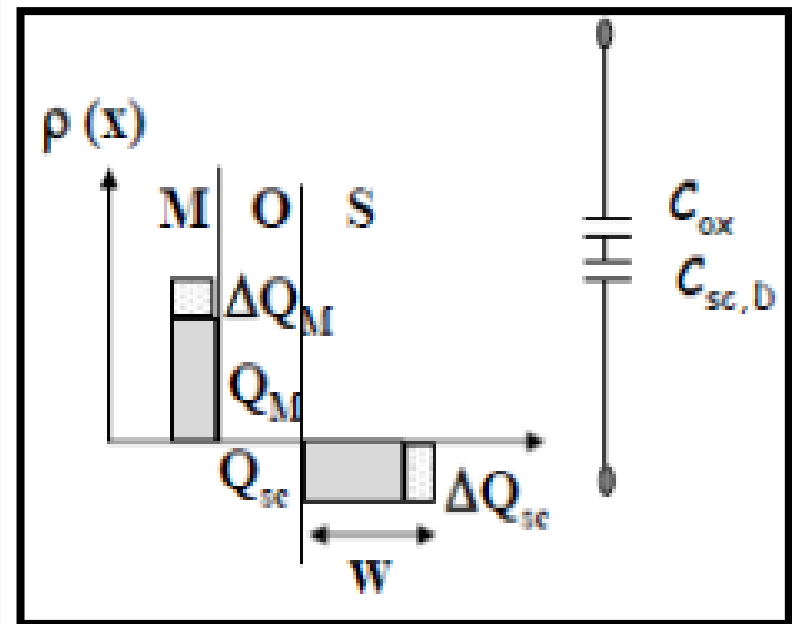 ρ (x)
M O S
C_ox
C_sc,D
ΔQ_M
Q_M
Q_sc
ΔQ_sc
W